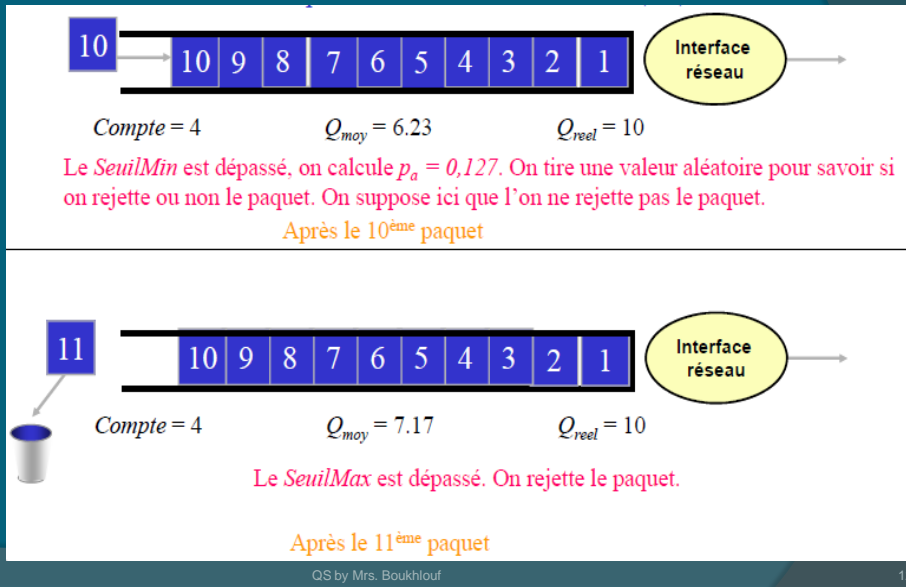 10
10 9 8 7 6 5 4 3 2 1
Interface
réseau
Compte = 4 Qmoy = 6.23 Qreel = 10
Le SeuilMin est dépassé, on calcule pa = 0,127. On tire une valeur aléatoire pour savoir si
on rejette ou non le paquet. On suppose ici que l'on ne rejette pas le paquet.
Après le 10ème paquet
11
10 9 8 7 6 5 4 3 2 1
Interface
réseau
Compte = 4 Qmoy = 7.17 Qreel = 10
Le SeuilMax est dépassé. On rejette le paquet.
Après le 11ème paquet
QS by Mrs. Boukhlouf 1